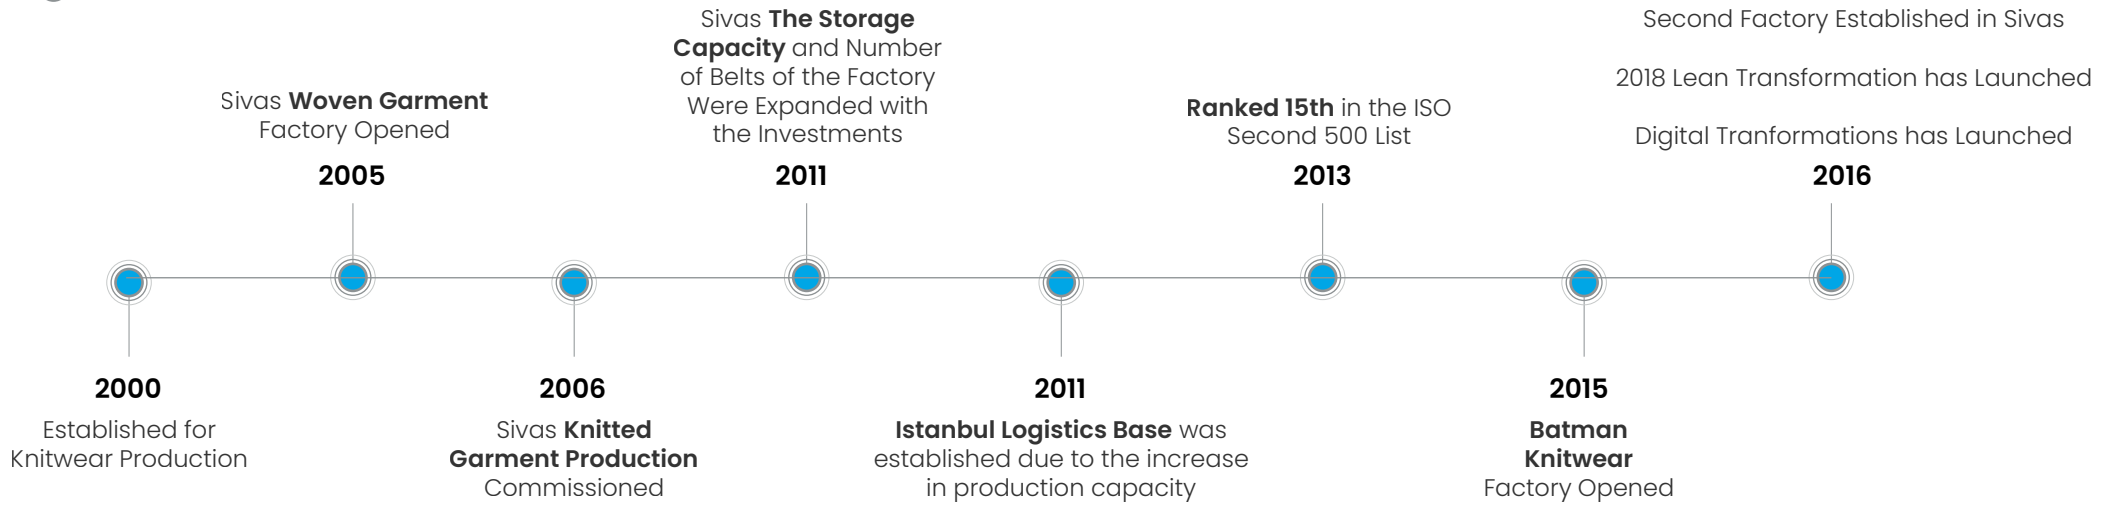 2000
Established for
Knitwear Production
Sivas Woven Garment
Factory Opened
2005
2006
Sivas Knitted
Garment Production
Commissioned
Sivas The Storage
Capacity and Number
of Belts of the Factory
Were Expanded with
the Investments
2011
2011
Istanbul Logistics Base was
established due to the increase
in production capacity
Ranked 15th in the ISO
Second 500 List
2013
2015
Batman
Knitwear
Factory Opened
Second Factory Established in Sivas
2018 Lean Transformation has Launched
Digital Tranformations has Launched
2016